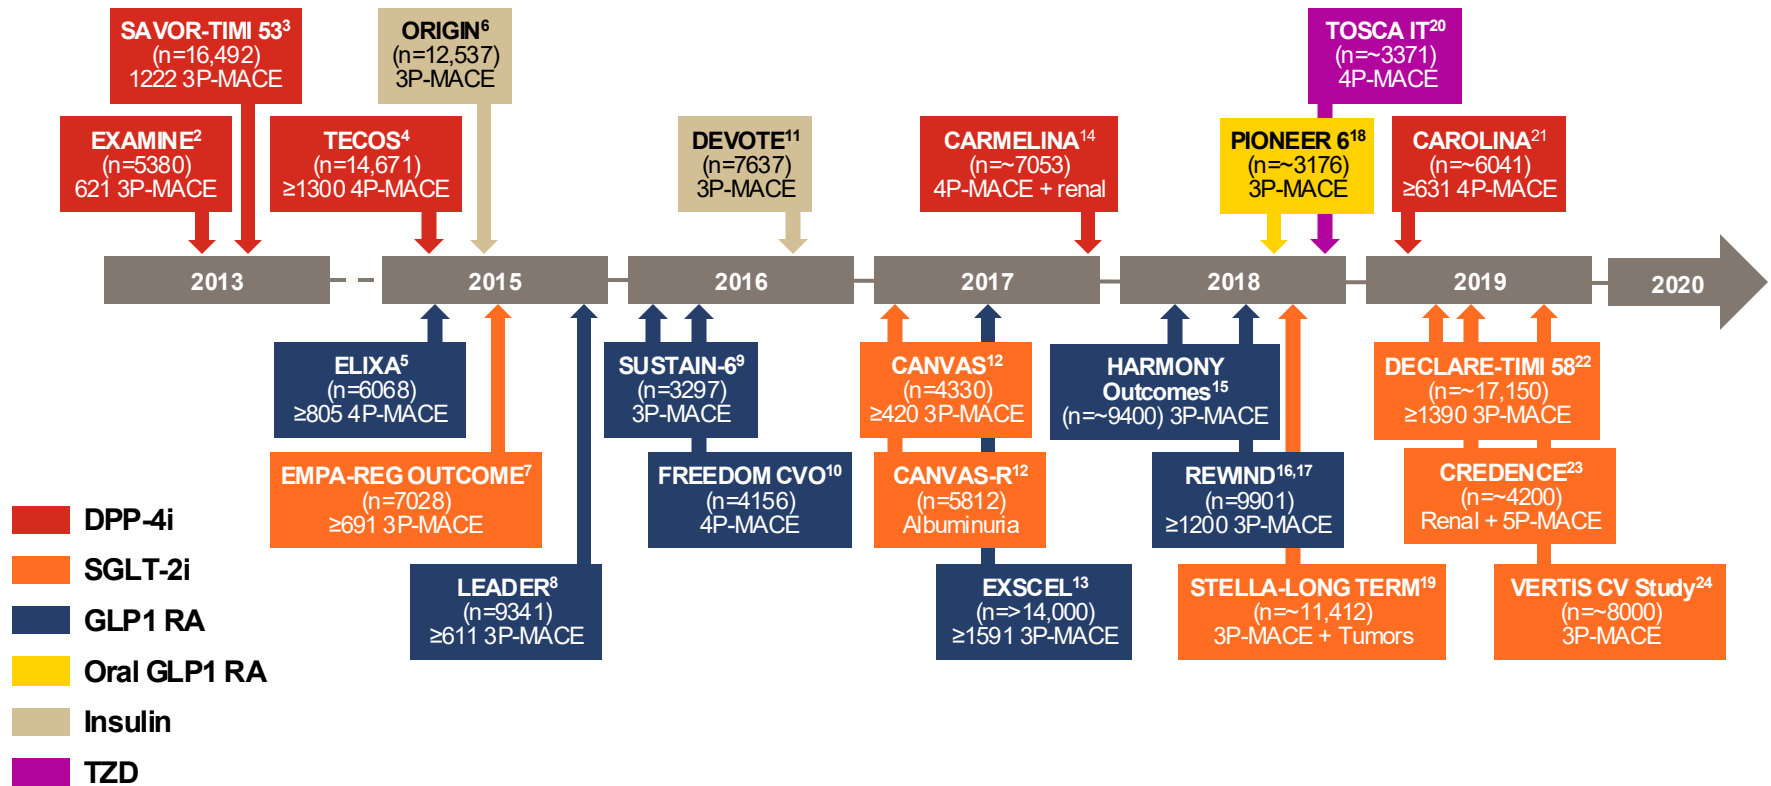 SAVOR-TIMI 53³
(n=16,492)
1222 3P-MACE
ORIGIN⁶
(n=12,537)
3P-MACE
TOSCA IT²⁰
(n=~3371)
4P-MACE
EXAMINE²
(n=5380)
621 3P-MACE
TECOS⁴
(n=14,671)
≥1300 4P-MACE
DEVOTE¹¹
(n=7637)
3P-MACE
CARMELINA¹⁴
(n=~7053)
4P-MACE + renal
PIONEER 6¹⁸
(n=~3176)
3P-MACE
CAROLINA²¹
(n=~6041)
≥631 4P-MACE
2013
2015
2016
2017
2018
2019
2020
ELIXA⁵
(n=6068)
≥805 4P-MACE
SUSTAIN-6⁹
(n=3297)
3P-MACE
CANVAS¹²
(n=4330)
≥420 3P-MACE
HARMONY
Outcomes¹⁵
(n=~9400) 3P-MACE
DECLARE-TIMI 58²²
(n=~17,150)
≥1390 3P-MACE
EMPA-REG OUTCOME⁷
(n=7028)
≥691 3P-MACE
FREEDOM CVO¹⁰
(n=4156)
4P-MACE
CANVAS-R¹²
(n=5812)
Albuminuria
REWIND¹⁶,¹⁷
(n=9901)
≥1200 3P-MACE
CREDENCE²³
(n=~4200)
Renal + 5P-MACE
LEADER⁸
(n=9341)
≥611 3P-MACE
EXSCEL¹³
(n=>14,000)
≥1591 3P-MACE
STELLA-LONG TERM¹⁹
(n=~11,412)
3P-MACE + Tumors
VERTIS CV Study²⁴
(n=~8000)
3P-MACE
DPP-4i
SGLT-2i
GLP1 RA
Oral GLP1 RA
Insulin
TZD